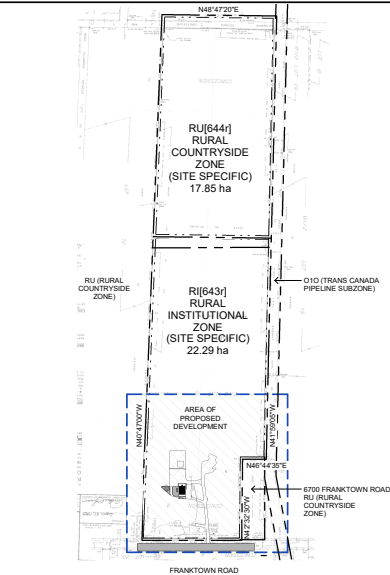 N48°47'20"E
RU[644r]
RURAL
COUNTRYSIDE
ZONE
(SITE SPECIFIC)
17.85 ha
RU (RURAL
COUNTRYSIDE
ZONE)
O1O (TRANS CANADA
PIPELINE SUBZONE)
RI[643r]
RURAL
INSTITUTIONAL
ZONE
(SITE SPECIFIC)
22.29 ha
AREA OF
PROPOSED
DEVELOPMENT
N40°47'00"W
N41°59'05"W
N46°44'35"E
N42°32'30"W
6700 FRANKTOWN ROAD
RU (RURAL
COUNTRYSIDE
ZONE)
FRANKTOWN ROAD